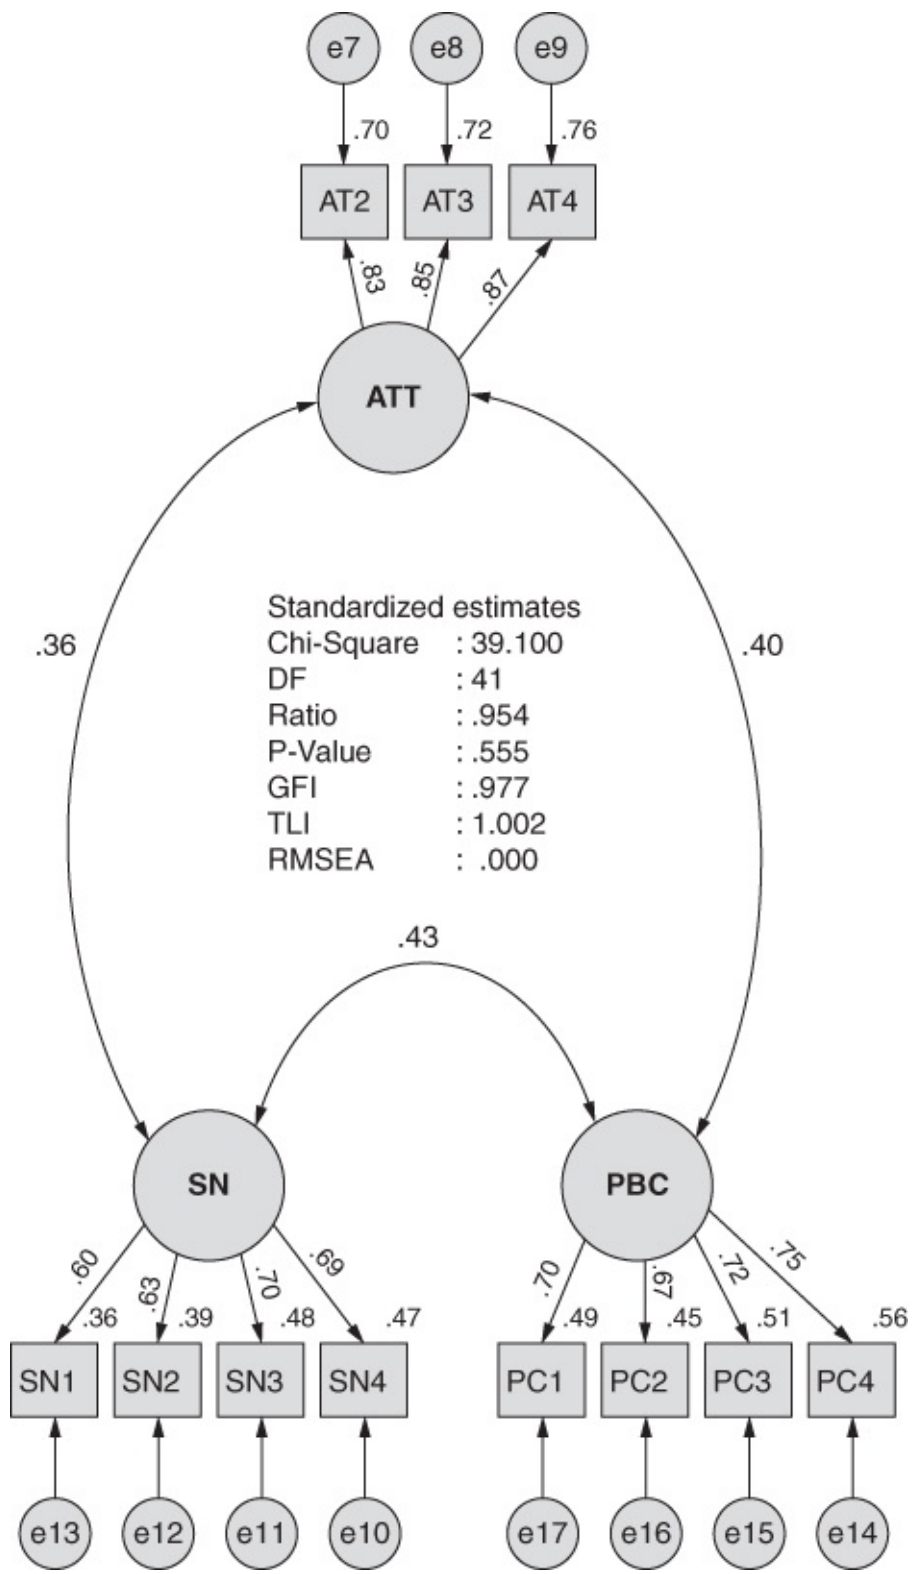 e7 e8 e9
.70 .72 .76
AT2 AT3 AT4
.83 .85 .87
ATT
.36 .40
Standardized estimates
Chi-Square : 39.100
DF : 41
Ratio : .954
P-Value : .555
GFI : .977
TLI : 1.002
RMSEA : .000
.43
SN PBC
.60 .63 .70 .69 .70 .67 .72 .75
.36 .39 .48 .47 .49 .45 .51 .56
SN1 SN2 SN3 SN4 PC1 PC2 PC3 PC4
e13 e12 e11 e10 e17 e16 e15 e14